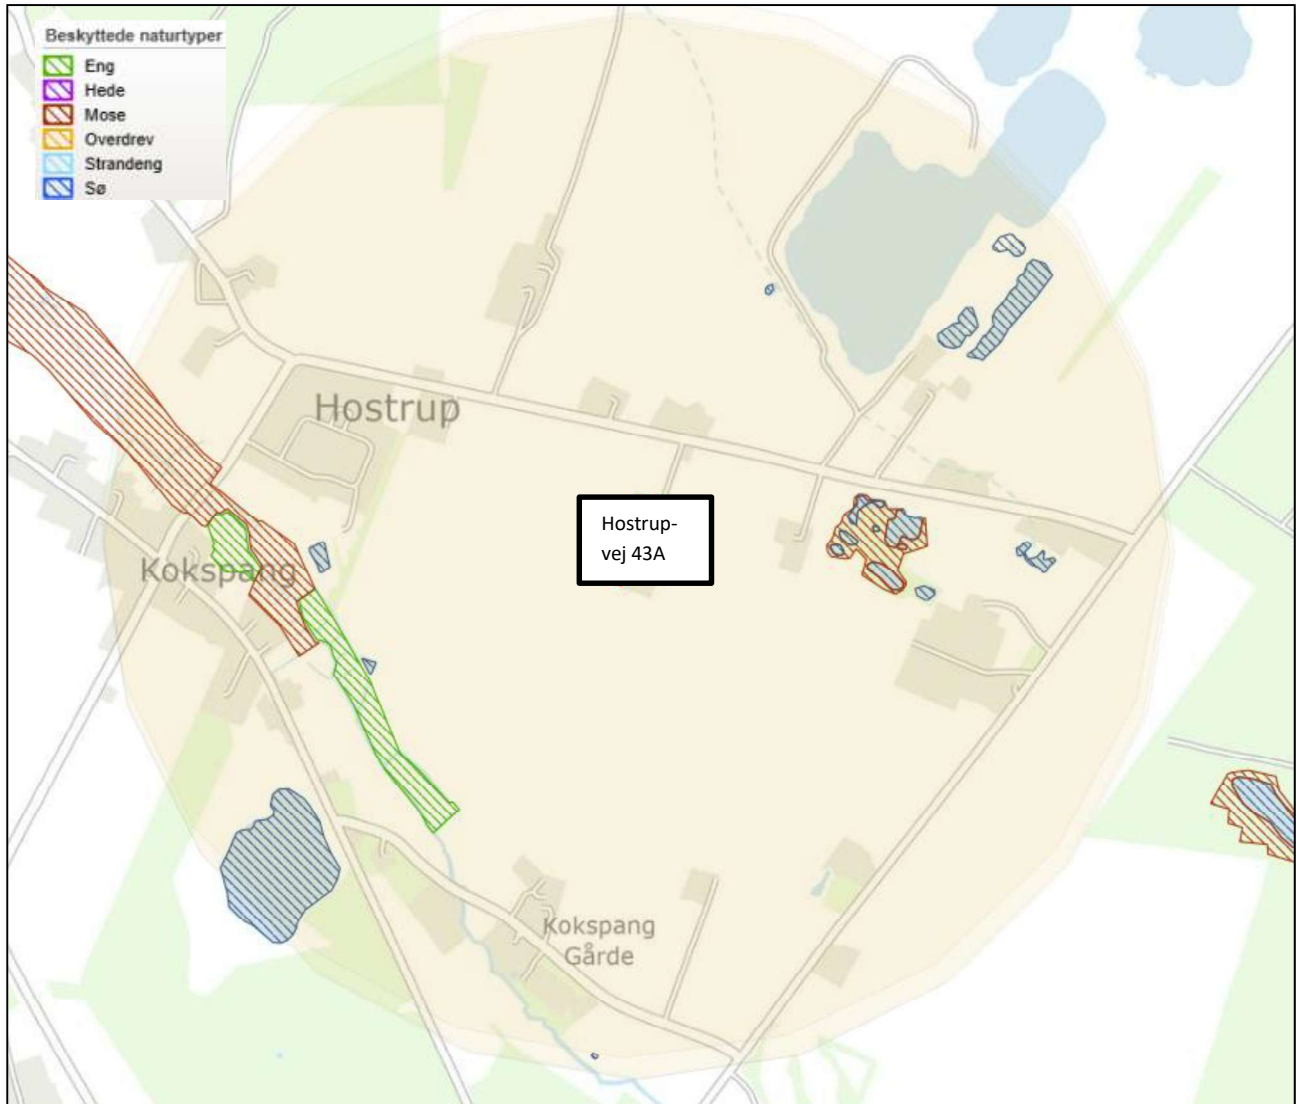 Beskyttede naturtyper
Eng
Hede
Mose
Overdrev
Strandeng
Sø
Hostrup
Hostrup-
vej 43A
Kokspang
Kokspang
Gårde